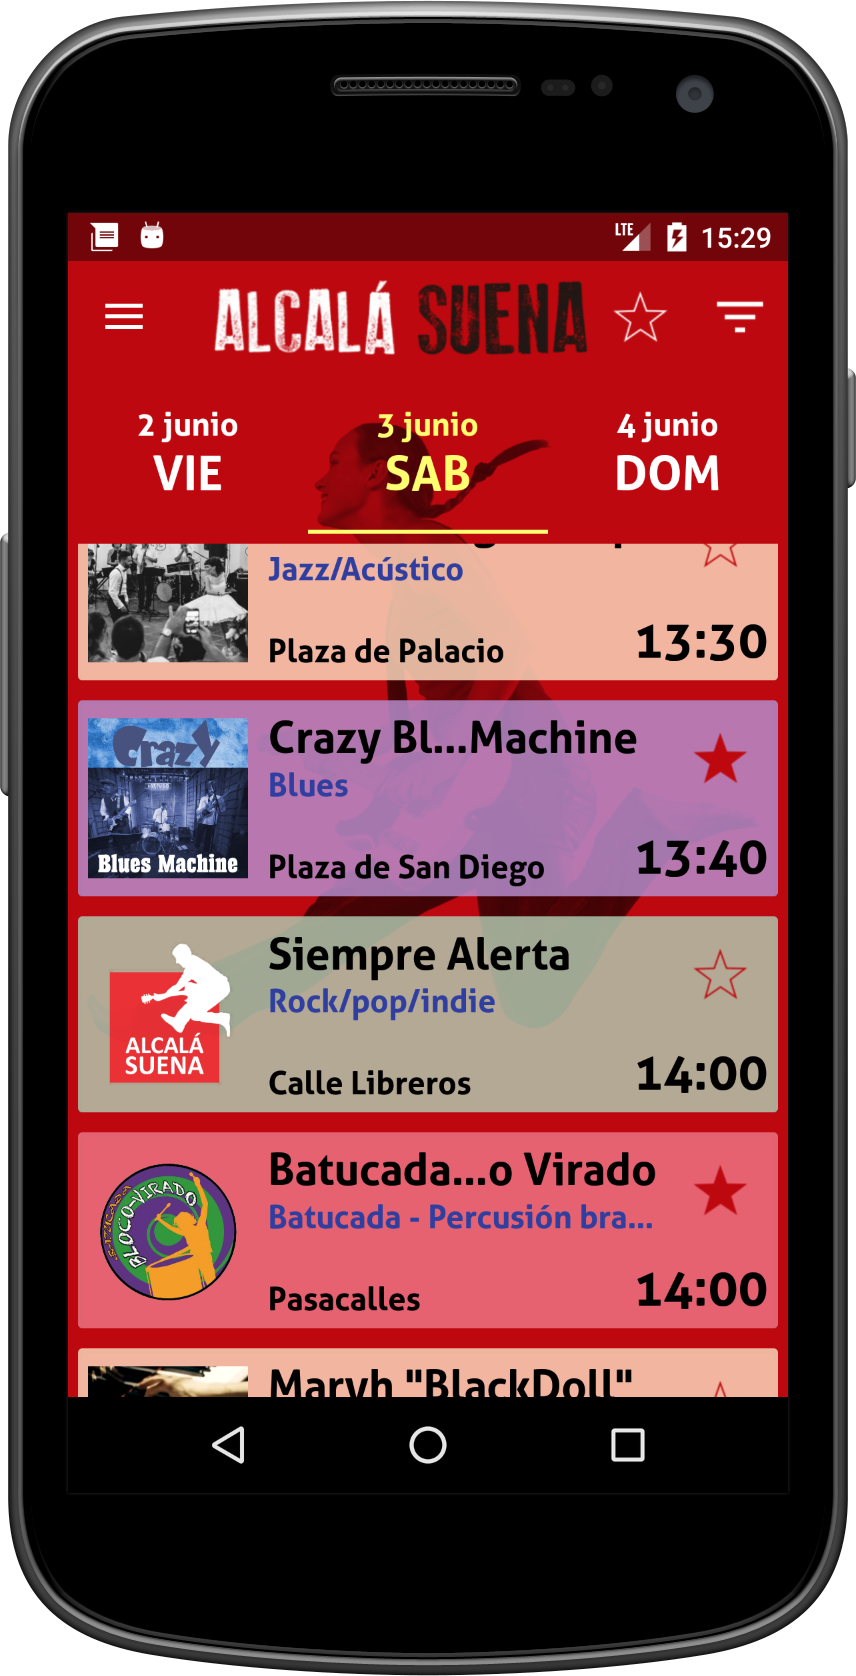 LTE 15:29
ALCALÁ SUENA
2 junio
VIE
3 junio
SAB
4 junio
DOM
Jazz/Acústico
Plaza de Palacio
13:30
Crazy
Blues Machine
Crazy Bl...Machine
Blues
Plaza de San Diego
13:40
ALCALÁ
SUENA
Siempre Alerta
Rock/pop/indie
Calle Libreros
14:00
BATUCADA
BLOCO-VIRADO
Batucada...o Virado
Batucada - Percusión bra...
Pasacalles
14:00
Maryh "BlackDoll"